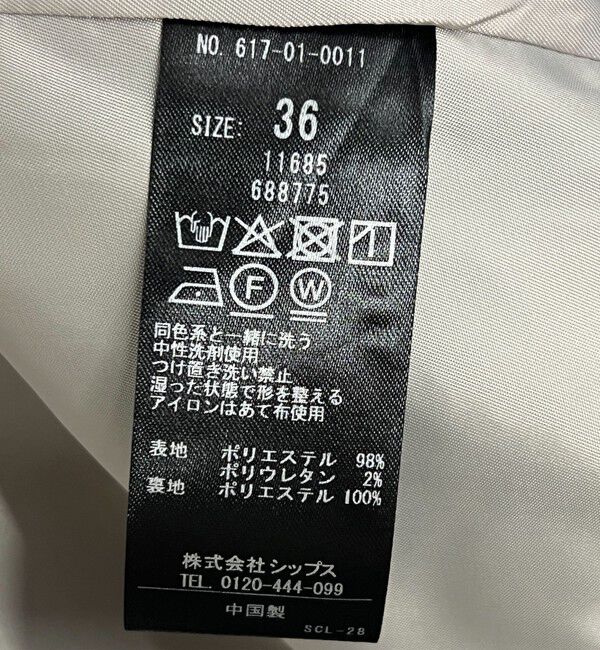 NO. 617-01-0011
SIZE: 36
11685
688775
F W
同色系と一緒に洗う
中性洗剤使用
つけ置き洗い禁止
湿った状態で形を整える
アイロンはあて布使用
表地 ポリエステル 98%
ポリウレタン 2%
裏地 ポリエステル 100%
株式会社シップス
TEL. 0120-444-099
中国製
SCL-28